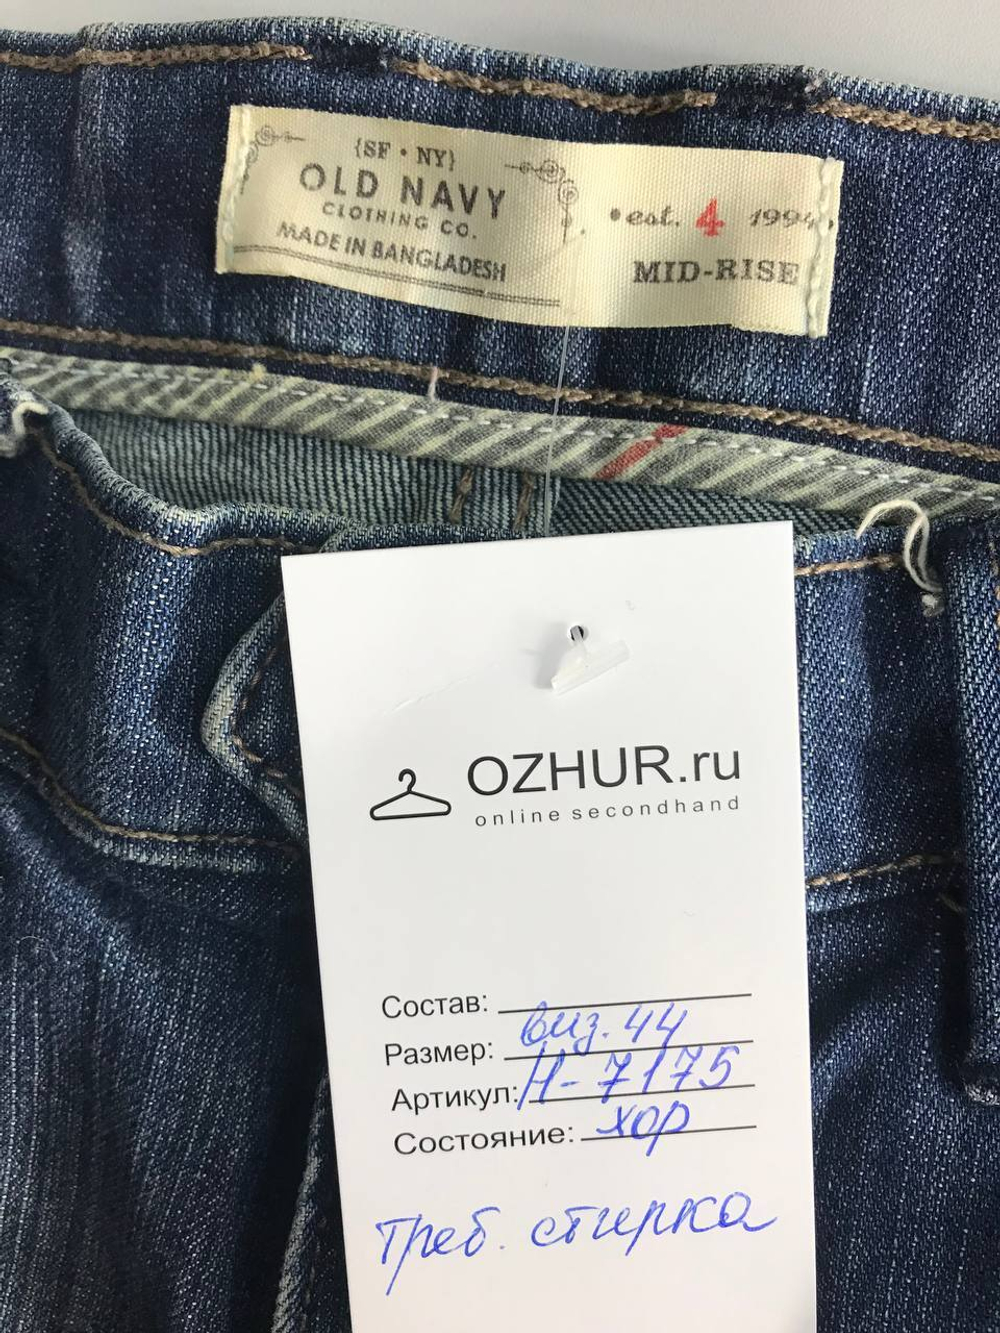 {SF • NY}
OLD NAVY
CLOTHING CO.
MADE IN BANGLADESH
•est. 4 1994•
MID-RISE
OZHUR.ru
online secondhand
Состав:
Размер: виз. 44
Артикул: Н-7175
Состояние: хор
треб. стирка